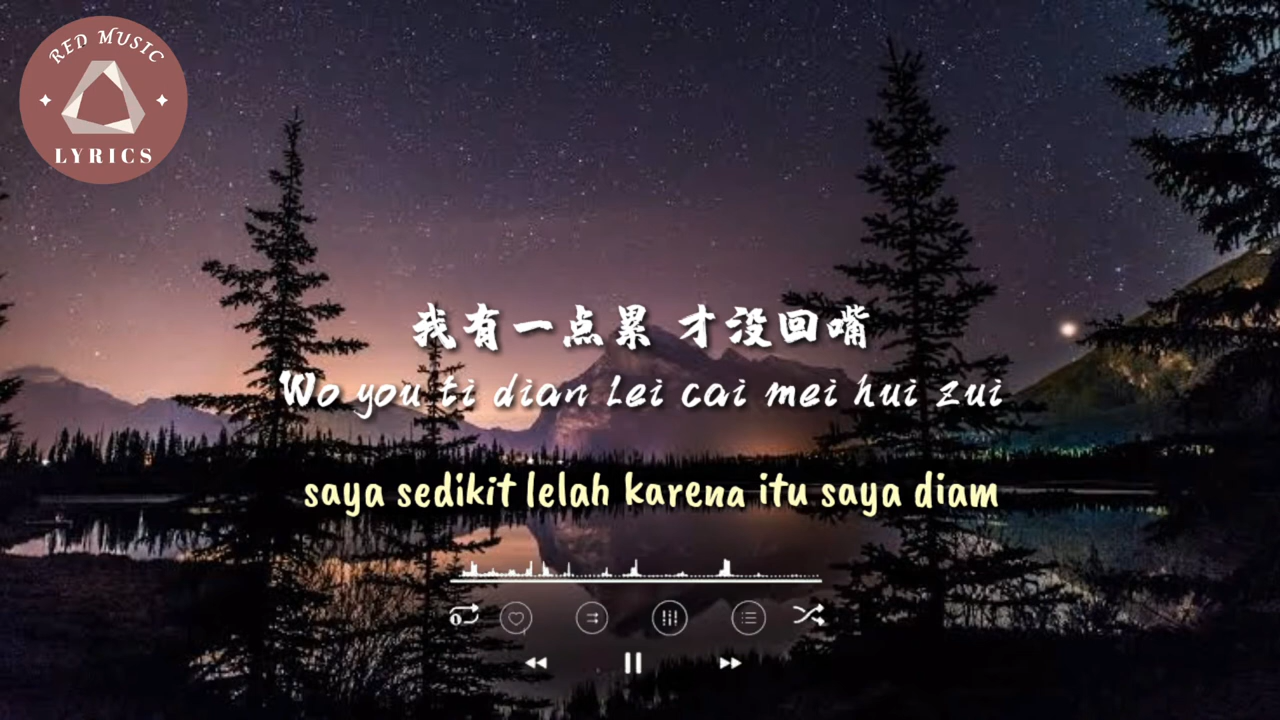 RED MUSIC
LYRICS
我有一点累 才没回嘴
Wo you ti dian Lei cai mei hui zui
saya sedikit lelah karena itu saya diam